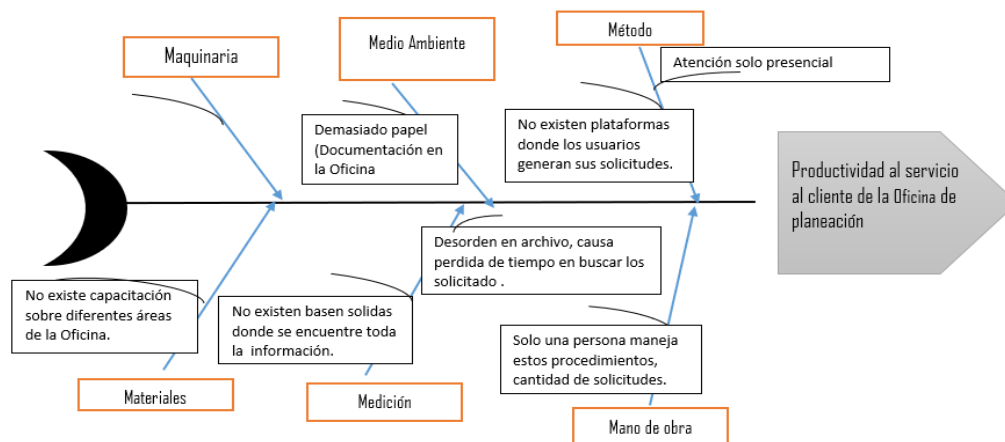 Maquinaria
Medio Ambiente
Método
Atención solo presencial
Demasiado papel
(Documentación en
la Oficina
No existen plataformas
donde los usuarios
generan sus solicitudes.
Productividad al servicio
al cliente de la Oficina de
planeación
Desorden en archivo, causa
perdida de tiempo en buscar los
solicitado .
No existe capacitación
sobre diferentes áreas
de la Oficina.
No existen basen solidas
donde se encuentre toda
la información.
Solo una persona maneja
estos procedimientos,
cantidad de solicitudes.
Materiales
Medición
Mano de obra